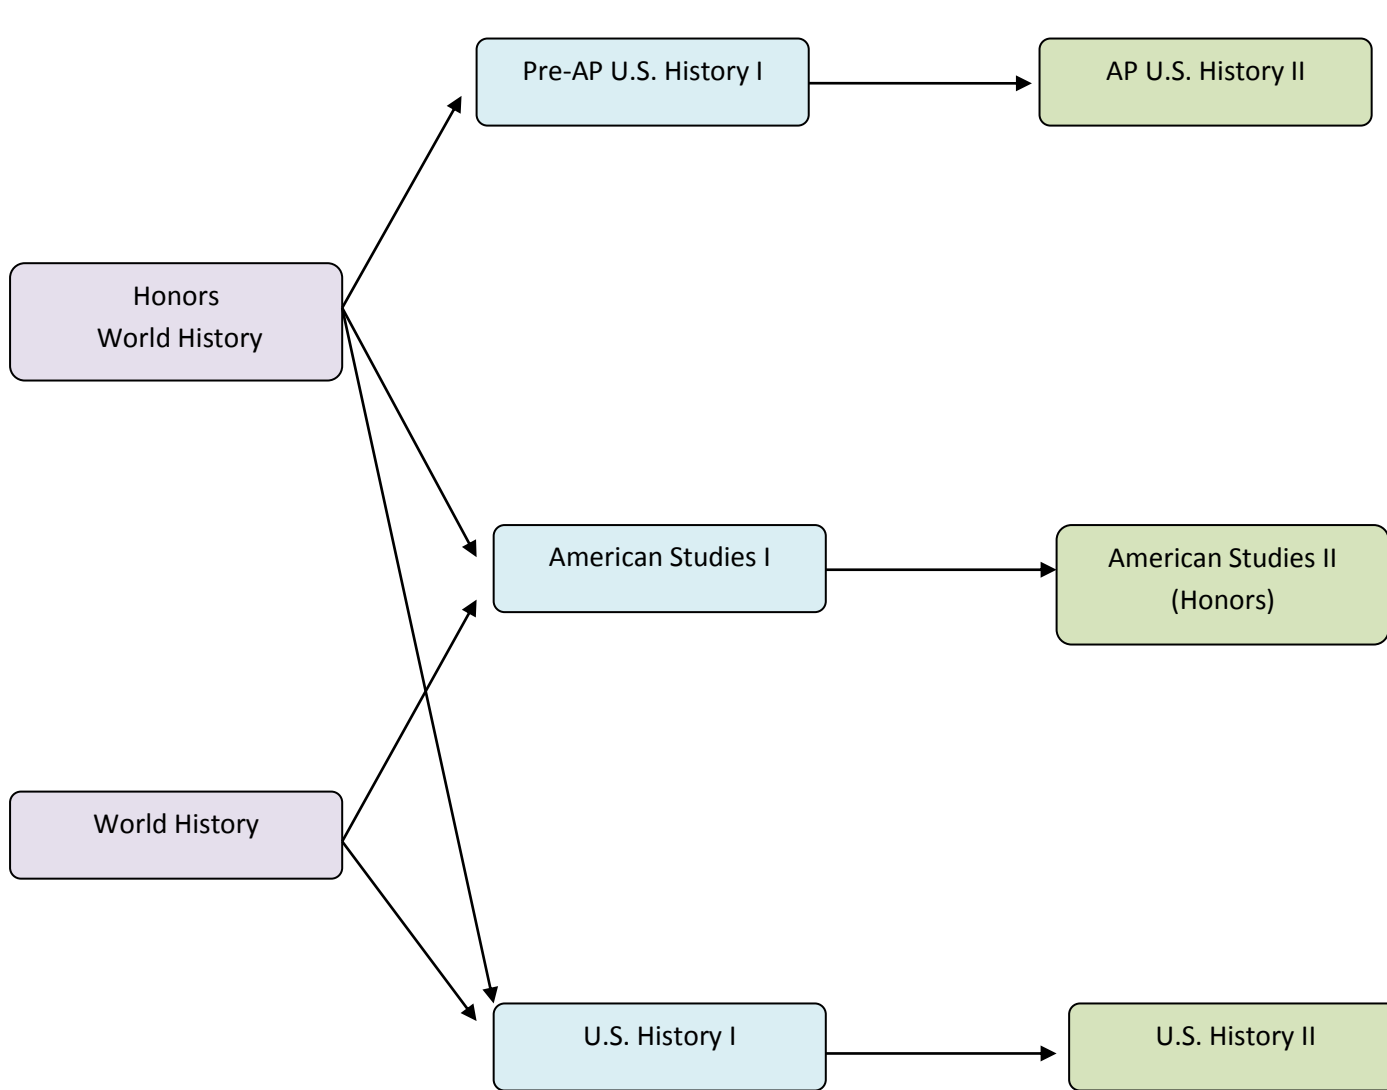 Pre-AP U.S. History I
AP U.S. History II
Honors
World History
American Studies I
American Studies II
(Honors)
World History
U.S. History I
U.S. History II